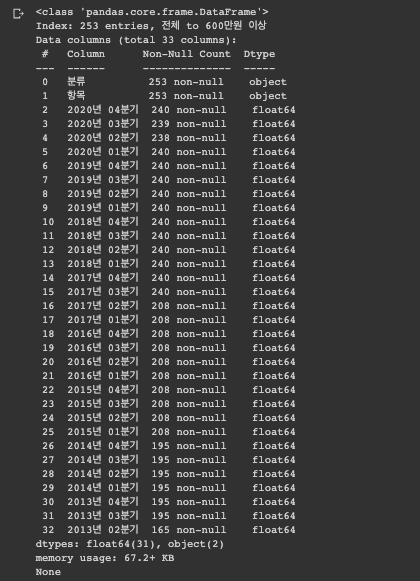 <class 'pandas.core.frame.DataFrame'>
Index: 253 entries, 전체 to 600만원 이상
Data columns (total 33 columns):
 #   Column     Non-Null Count  Dtype
---  ------     --------------  -----
 0   분류         253 non-null    object
 1   항목         253 non-null    object
 2   2020년 04분기  240 non-null    float64
 3   2020년 03분기  239 non-null    float64
 4   2020년 02분기  238 non-null    float64
 5   2020년 01분기  240 non-null    float64
 6   2019년 04분기  240 non-null    float64
 7   2019년 03분기  240 non-null    float64
 8   2019년 02분기  240 non-null    float64
 9   2019년 01분기  240 non-null    float64
 10  2018년 04분기  240 non-null    float64
 11  2018년 03분기  240 non-null    float64
 12  2018년 02분기  240 non-null    float64
 13  2018년 01분기  240 non-null    float64
 14  2017년 04분기  240 non-null    float64
 15  2017년 03분기  240 non-null    float64
 16  2017년 02분기  208 non-null    float64
 17  2017년 01분기  208 non-null    float64
 18  2016년 04분기  208 non-null    float64
 19  2016년 03분기  208 non-null    float64
 20  2016년 02분기  208 non-null    float64
 21  2016년 01분기  208 non-null    float64
 22  2015년 04분기  208 non-null    float64
 23  2015년 03분기  208 non-null    float64
 24  2015년 02분기  208 non-null    float64
 25  2015년 01분기  208 non-null    float64
 26  2014년 04분기  195 non-null    float64
 27  2014년 03분기  195 non-null    float64
 28  2014년 02분기  195 non-null    float64
 29  2014년 01분기  195 non-null    float64
 30  2013년 04분기  195 non-null    float64
 31  2013년 03분기  195 non-null    float64
 32  2013년 02분기  165 non-null    float64
dtypes: float64(31), object(2)
memory usage: 67.2+ KB
None